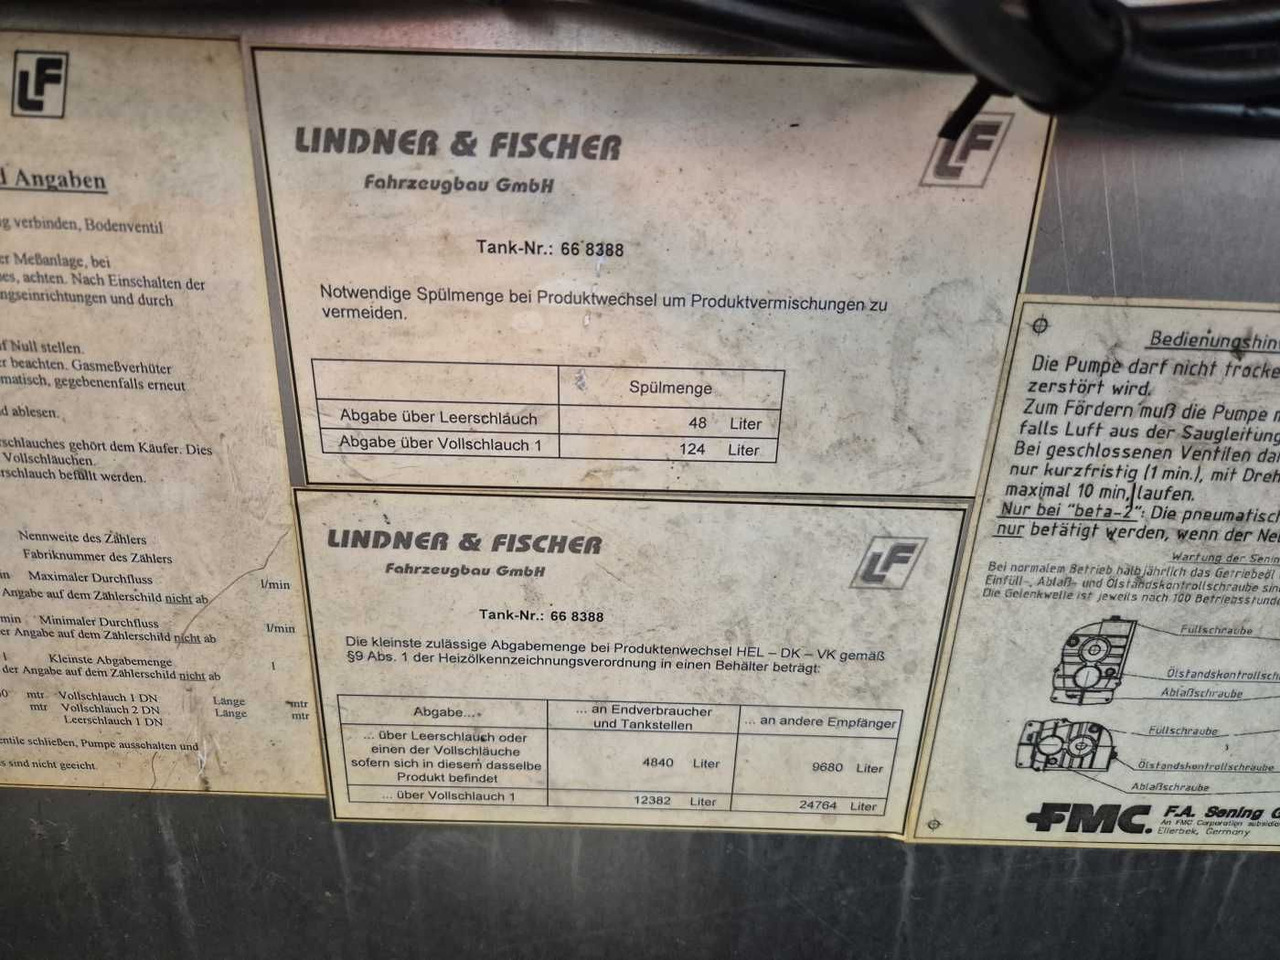 LF
Angaben
verbinden, Bodenventil
er Meßanlage, bei
es, achten. Nach Einschalten der
ngseinrichtungen und durch
f Null stellen.
r beachten. Gasmeßverhüter
matisch, gegebenenfalls erneut
d ablesen.
schlauches gehört dem Käufer. Dies
Vollschläuchen.
rschlauch befüllt werden.
Nennweite des Zählers
Fabriknummer des Zählers
Maximaler Durchfluss l/min
Angabe auf dem Zählerschild nicht ab
min Minimaler Durchfluss l/min
er Angabe auf dem Zählerschild nicht ab
l Kleinste Abgabemenge l
der Angabe auf dem Zählerschild nicht ab
mtr Vollschlauch 1 DN Länge mtr
mtr Vollschlauch 2 DN Länge mtr
Leerschlauch 1 DN
entile schließen, Pumpe ausschalten und
s sind nicht geeicht.
LINDNER & FISCHER
Fahrzeugbau GmbH
LF
Tank-Nr.: 66 8388
Notwendige Spülmenge bei Produktwechsel um Produktvermischungen zu
vermeiden.
Spülmenge
Abgabe über Leerschlauch 48 Liter
Abgabe über Vollschlauch 1 124 Liter
LINDNER & FISCHER
Fahrzeugbau GmbH
LF
Tank-Nr.: 66 8388
Die kleinste zulässige Abgabemenge bei Produktenwechsel HEL – DK – VK gemäß
§9 Abs. 1 der Heizölkennzeichnungsverordnung in einen Behälter beträgt:
Abgabe... ... an Endverbraucher und Tankstellen ... an andere Empfänger
... über Leerschlauch oder
einen der Vollschläuche
sofern sich in diesem dasselbe
Produkt befindet
4840 Liter 9680 Liter
... über Vollschlauch 1 12382 Liter 24764 Liter
Bedienungshin
Die Pumpe darf nicht trocke
zerstört wird.
Zum Fördern muß die Pumpe m
falls Luft aus der Saugleitung
Bei geschlossenen Ventilen da
nur kurzfristig (1 min.), mit Dreh
maximal 10 min, laufen.
Nur bei "beta-2": Die pneumatisc
nur betätigt werden, wenn der Ne
Wartung der Senin
Bei normalem Betrieb halbjährlich das Getriebeöl
Einfüll-, Ablaß- und Ölstandskontrollschraube sin
Die Gelenkwelle ist jeweils nach 100 Betriebsstunde
Füllschraube
Ölstandskontrollsch
Ablaßschraube
Füllschraube
Ölstandskontrollschraube
Ablaßschraube
FMC.
F.A. Sening G
An FMC Corporation subsidia
Ellerbek, Germany